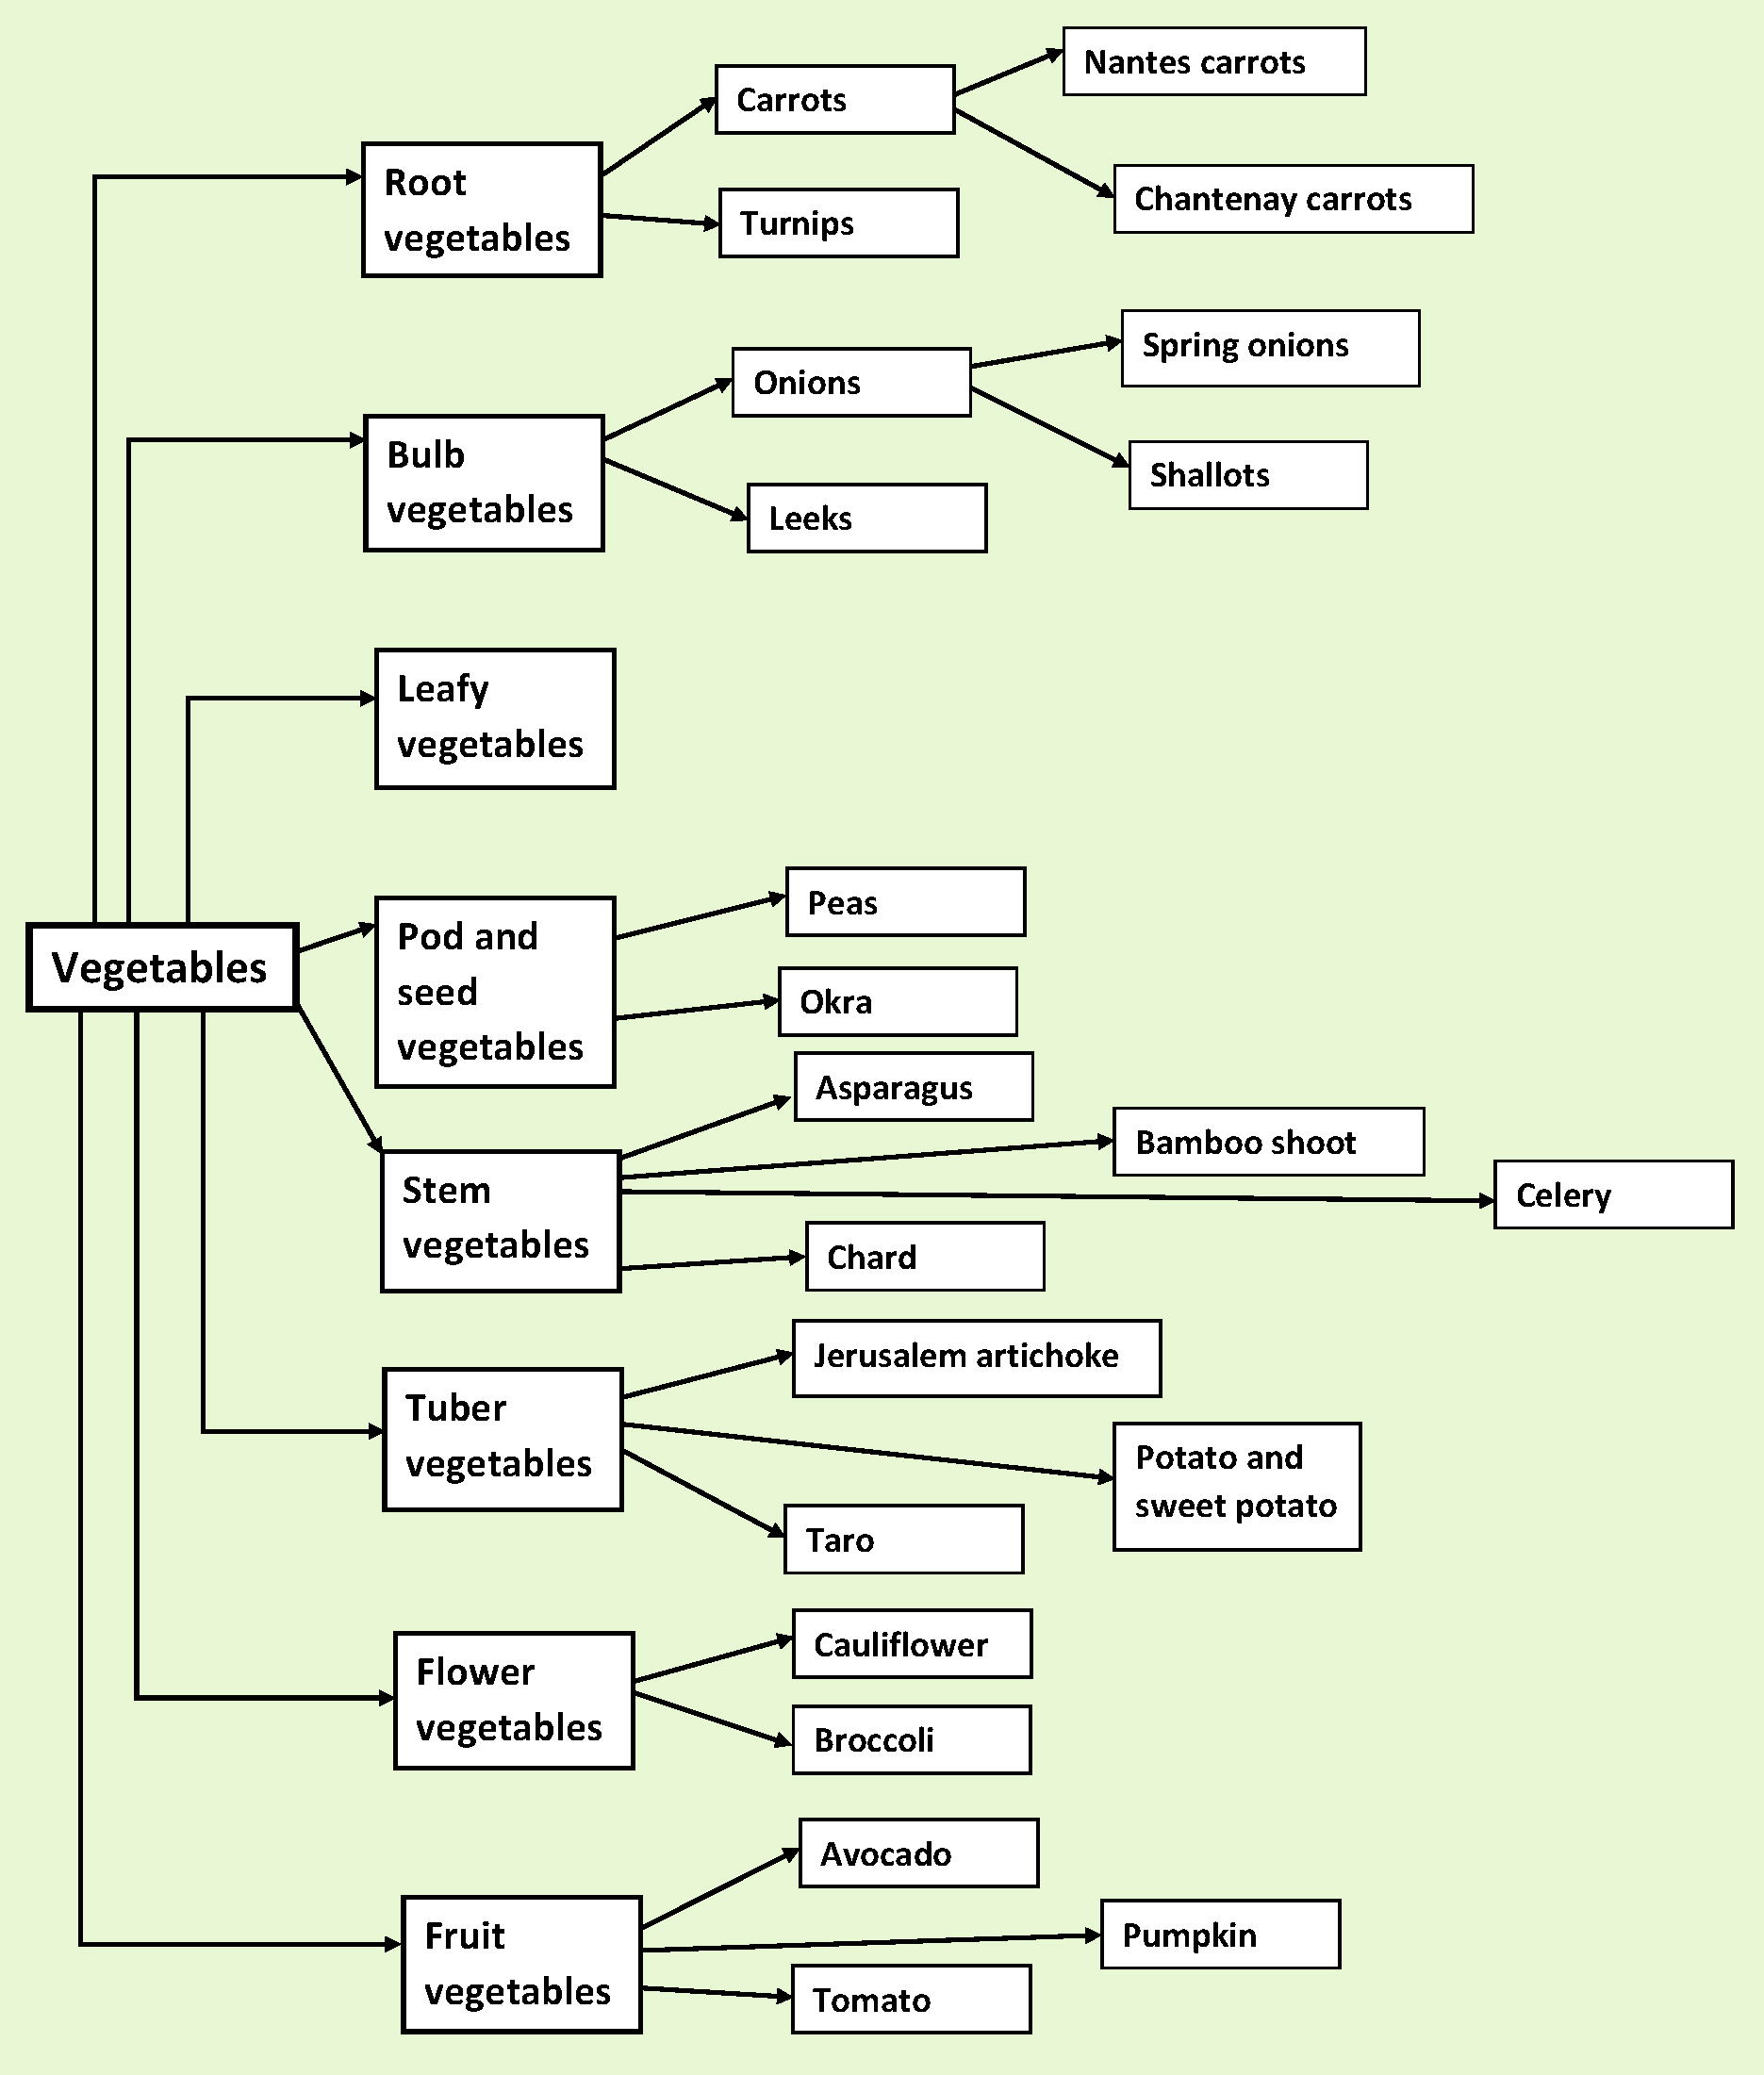 Nantes carrots
Carrots
Root
vegetables
Chantenay carrots
Turnips
Spring onions
Onions
Bulb
vegetables
Shallots
Leeks
Leafy
vegetables
Vegetables
Pod and
seed
vegetables
Peas
Okra
Asparagus
Bamboo shoot
Stem
vegetables
Celery
Chard
Jerusalem artichoke
Tuber
vegetables
Potato and
sweet potato
Taro
Cauliflower
Flower
vegetables
Broccoli
Avocado
Fruit
vegetables
Pumpkin
Tomato